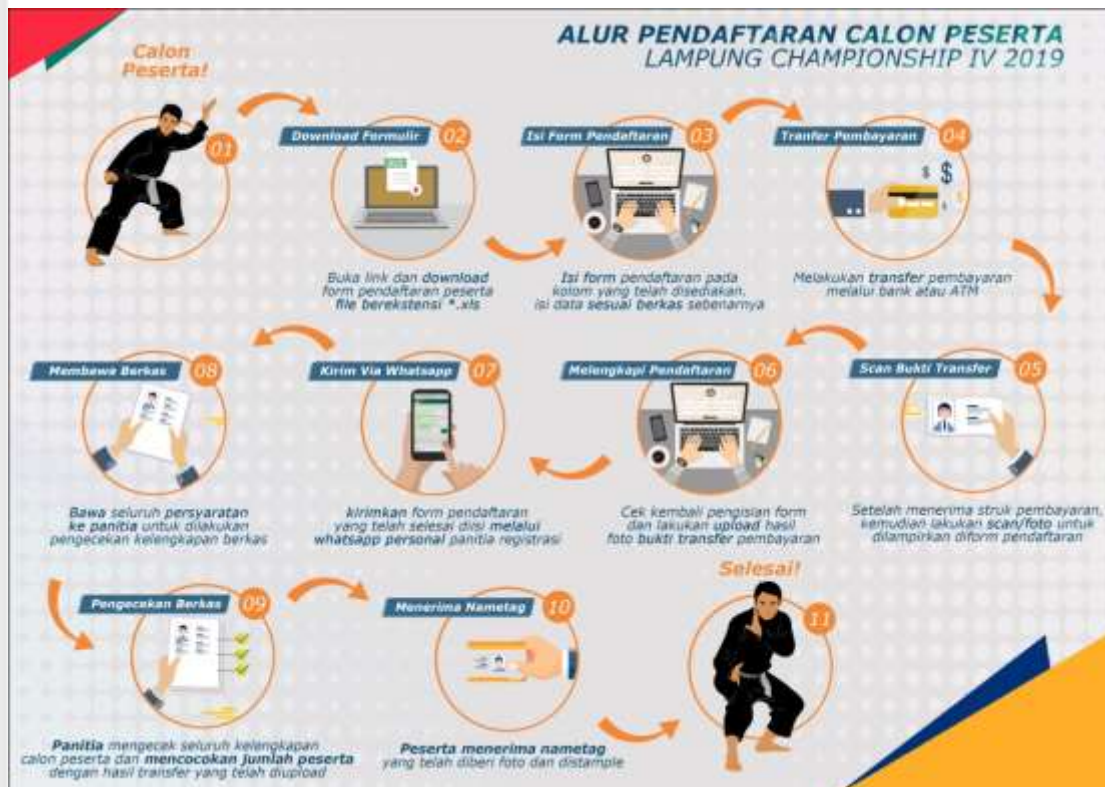 ALUR PENDAFTARAN CALON PESERTA
LAMPUNG CHAMPIONSHIP IV 2019
Calon
Peserta!
01
Download Formulir
02
Buka link dan download
form pendaftaran peserta
file berekstensi *.xls
Isi Form Pendaftaran
03
Isi form pendaftaran pada
kolom yang telah disediakan,
isi data sesuai berkas sebenarnya
Tranfer Pembayaran
04
Melakukan transfer pembayaran
melalui bank atau ATM
Scan Bukti Transfer
05
Setelah menerima struk pembayaran,
kemudian lakukan scan/foto untuk
dilampirkan diform pendaftaran
Melengkapi Pendaftaran
06
Cek kembali pengisian form
dan lakukan upload hasil
foto bukti transfer pembayaran
Kirim Via Whatsapp
07
kirimkan form pendaftaran
yang telah selesai diisi melalui
whatsapp personal panitia registrasi
Membawa Berkas
08
Bawa seluruh persyaratan
ke panitia untuk dilakukan
pengecekan kelengkapan berkas
Pengecekan Berkas
09
Panitia mengecek seluruh kelengkapan
calon peserta dan mencocokan jumlah peserta
dengan hasil transfer yang telah diupload
Menerima Nametag
10
Peserta menerima nametag
yang telah diberi foto dan distample
Selesai!
11